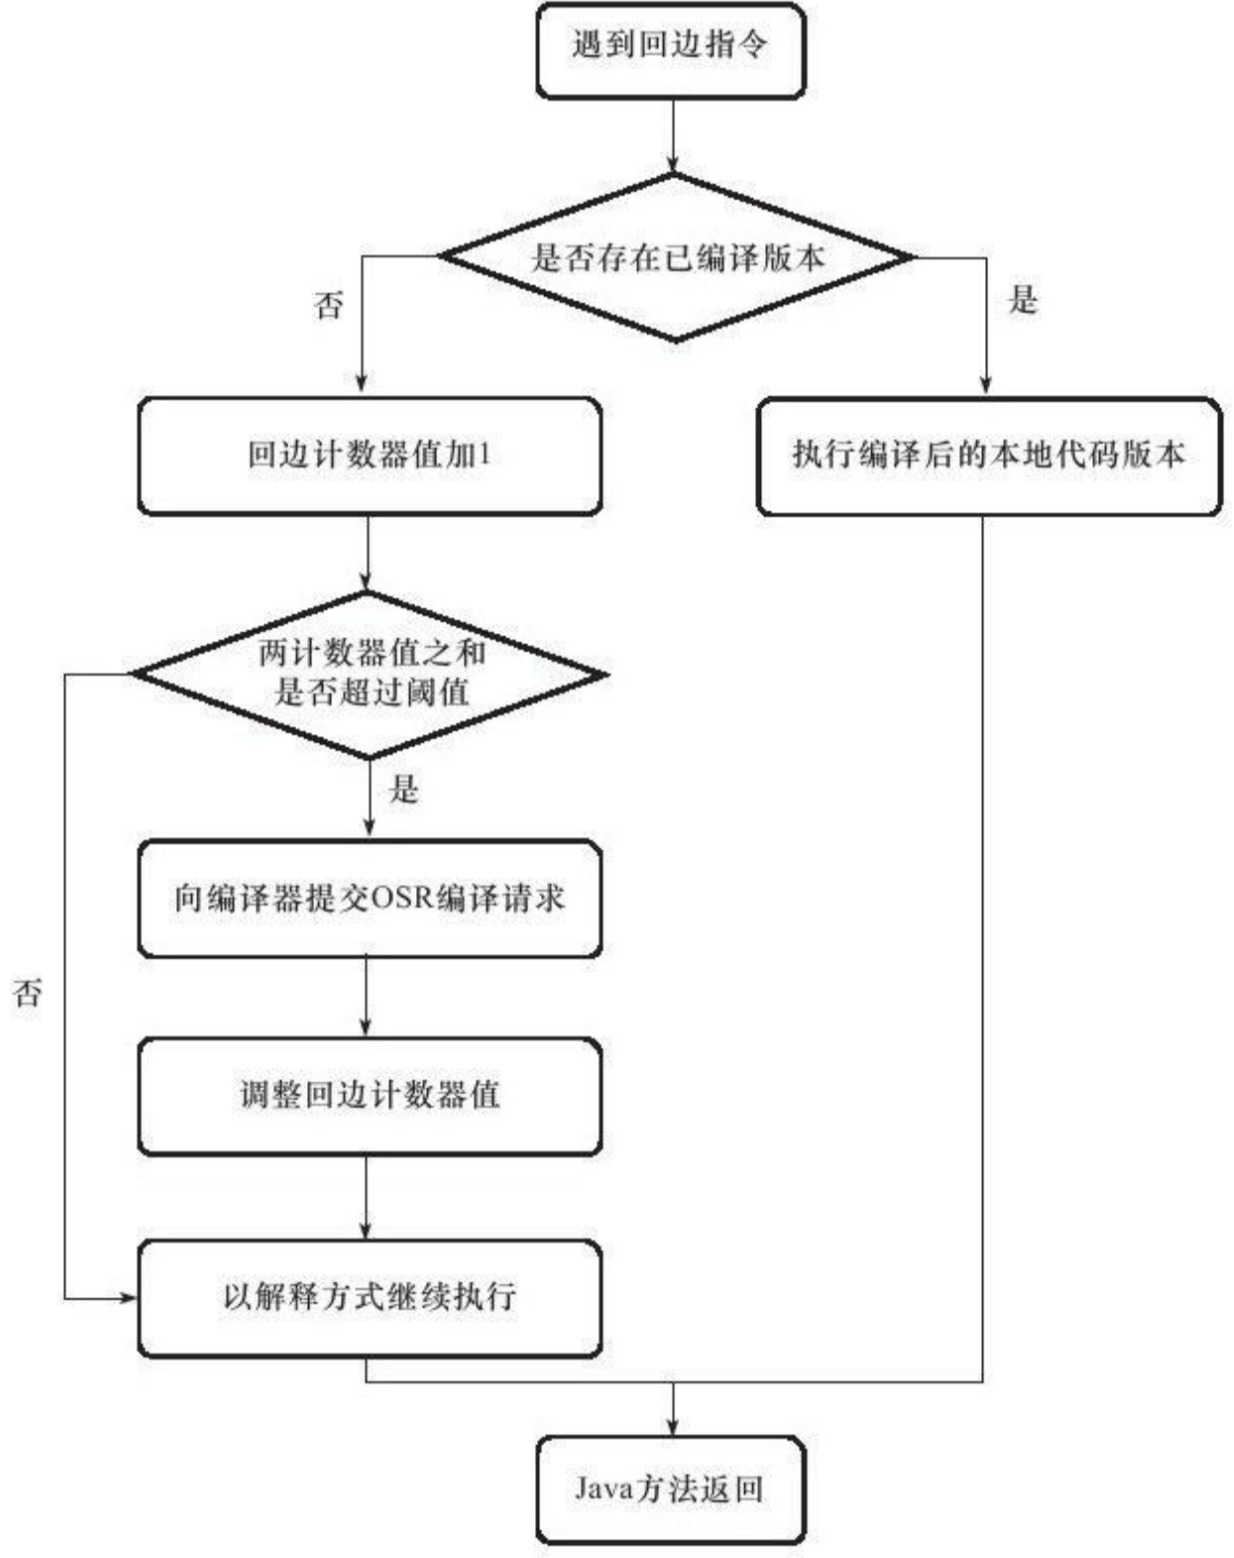 遇到回边指令
是否存在已编译版本
否
是
回边计数器值加1
执行编译后的本地代码版本
两计数器值之和
是否超过阈值
是
向编译器提交OSR编译请求
否
调整回边计数器值
以解释方式继续执行
Java方法返回